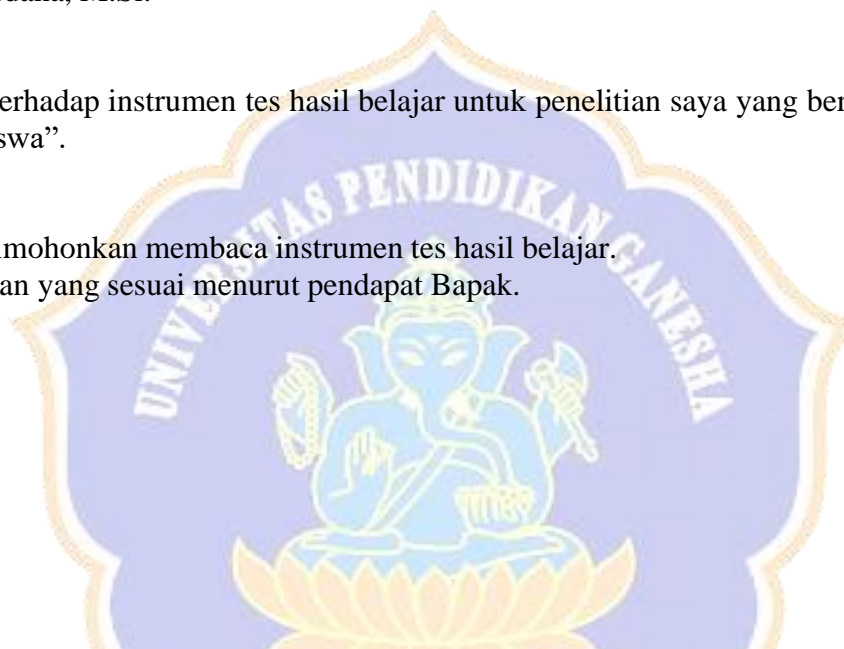 M.Si.
erhadap instrumen tes hasil belajar untuk penelitian saya yang ber
swa”.
UNIVERSITAS PENDIDIKAN GANESHA
mohonkan membaca instrumen tes hasil belajar.
an yang sesuai menurut pendapat Bapak.